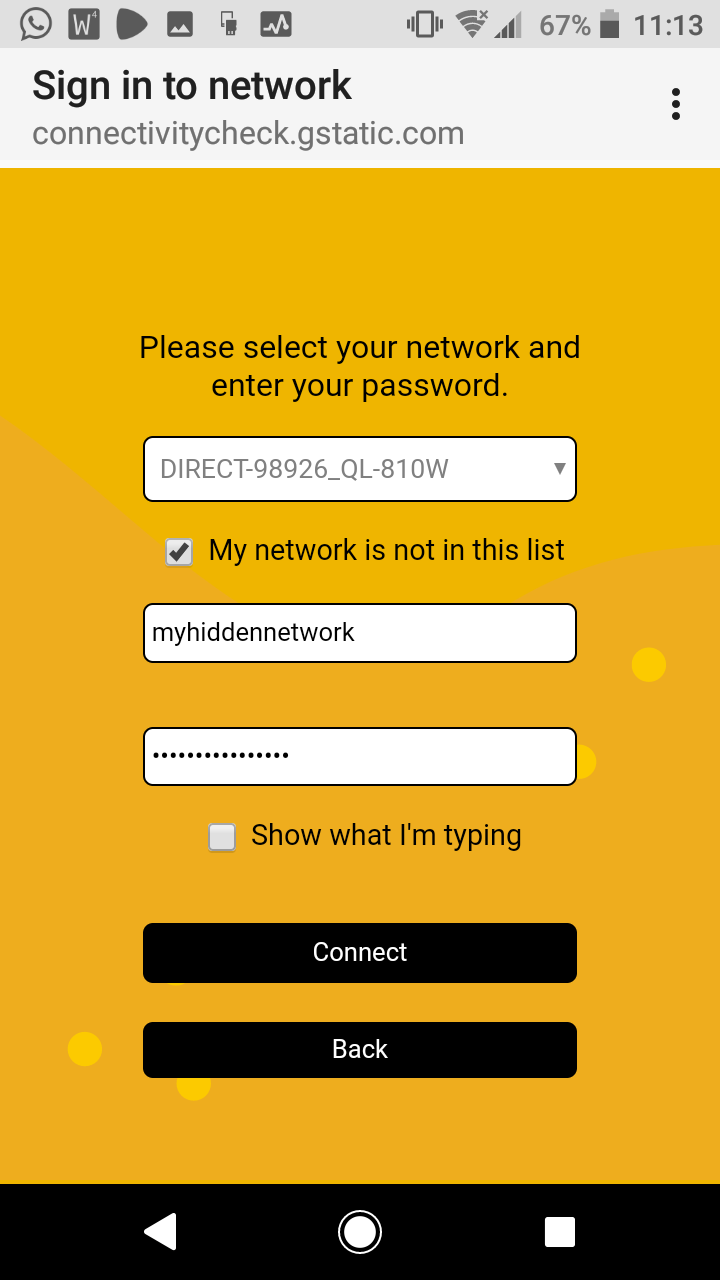 W4
67% 11:13
Sign in to network
connectivitycheck.gstatic.com
Please select your network and
enter your password.
DIRECT-98926_QL-810W
My network is not in this list
myhiddennetwork
••••••••••••••••
Show what I'm typing
Connect
Back